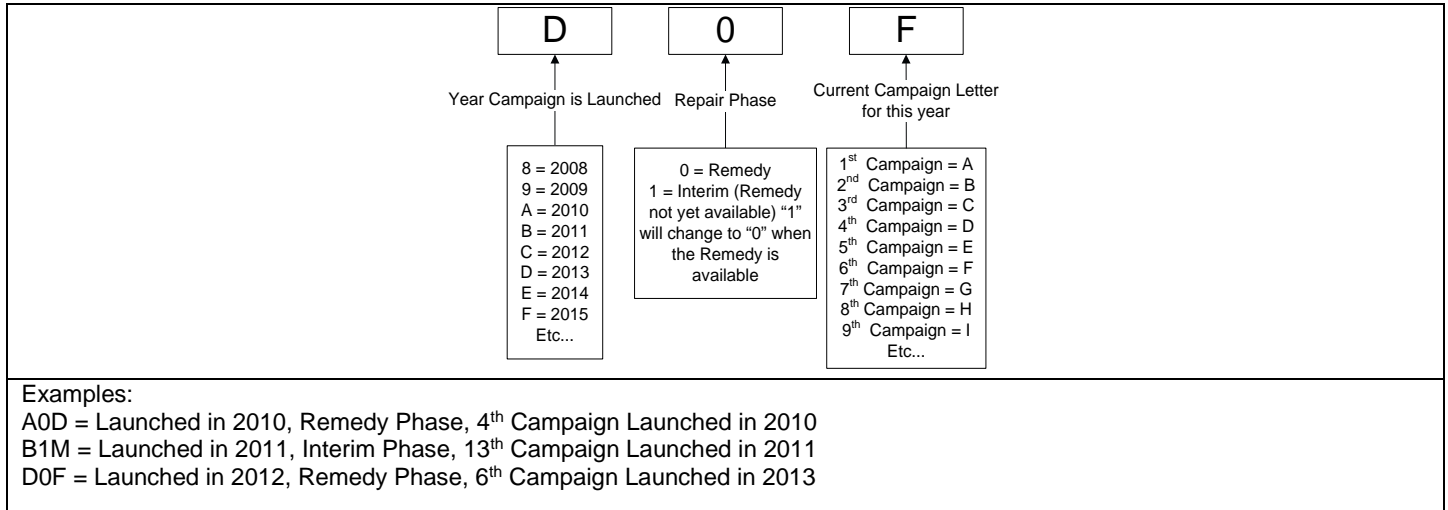 D
0
F
Year Campaign is Launched
Repair Phase
Current Campaign Letter
for this year
8 = 2008
9 = 2009
A = 2010
B = 2011
C = 2012
D = 2013
E = 2014
F = 2015
Etc...
0 = Remedy
1 = Interim (Remedy
not yet available) “1”
will change to “0” when
the Remedy is
available
1st Campaign = A
2nd Campaign = B
3rd Campaign = C
4th Campaign = D
5th Campaign = E
6th Campaign = F
7th Campaign = G
8th Campaign = H
9th Campaign = I
Etc...
Examples:
A0D = Launched in 2010, Remedy Phase, 4th Campaign Launched in 2010
B1M = Launched in 2011, Interim Phase, 13th Campaign Launched in 2011
D0F = Launched in 2012, Remedy Phase, 6th Campaign Launched in 2013